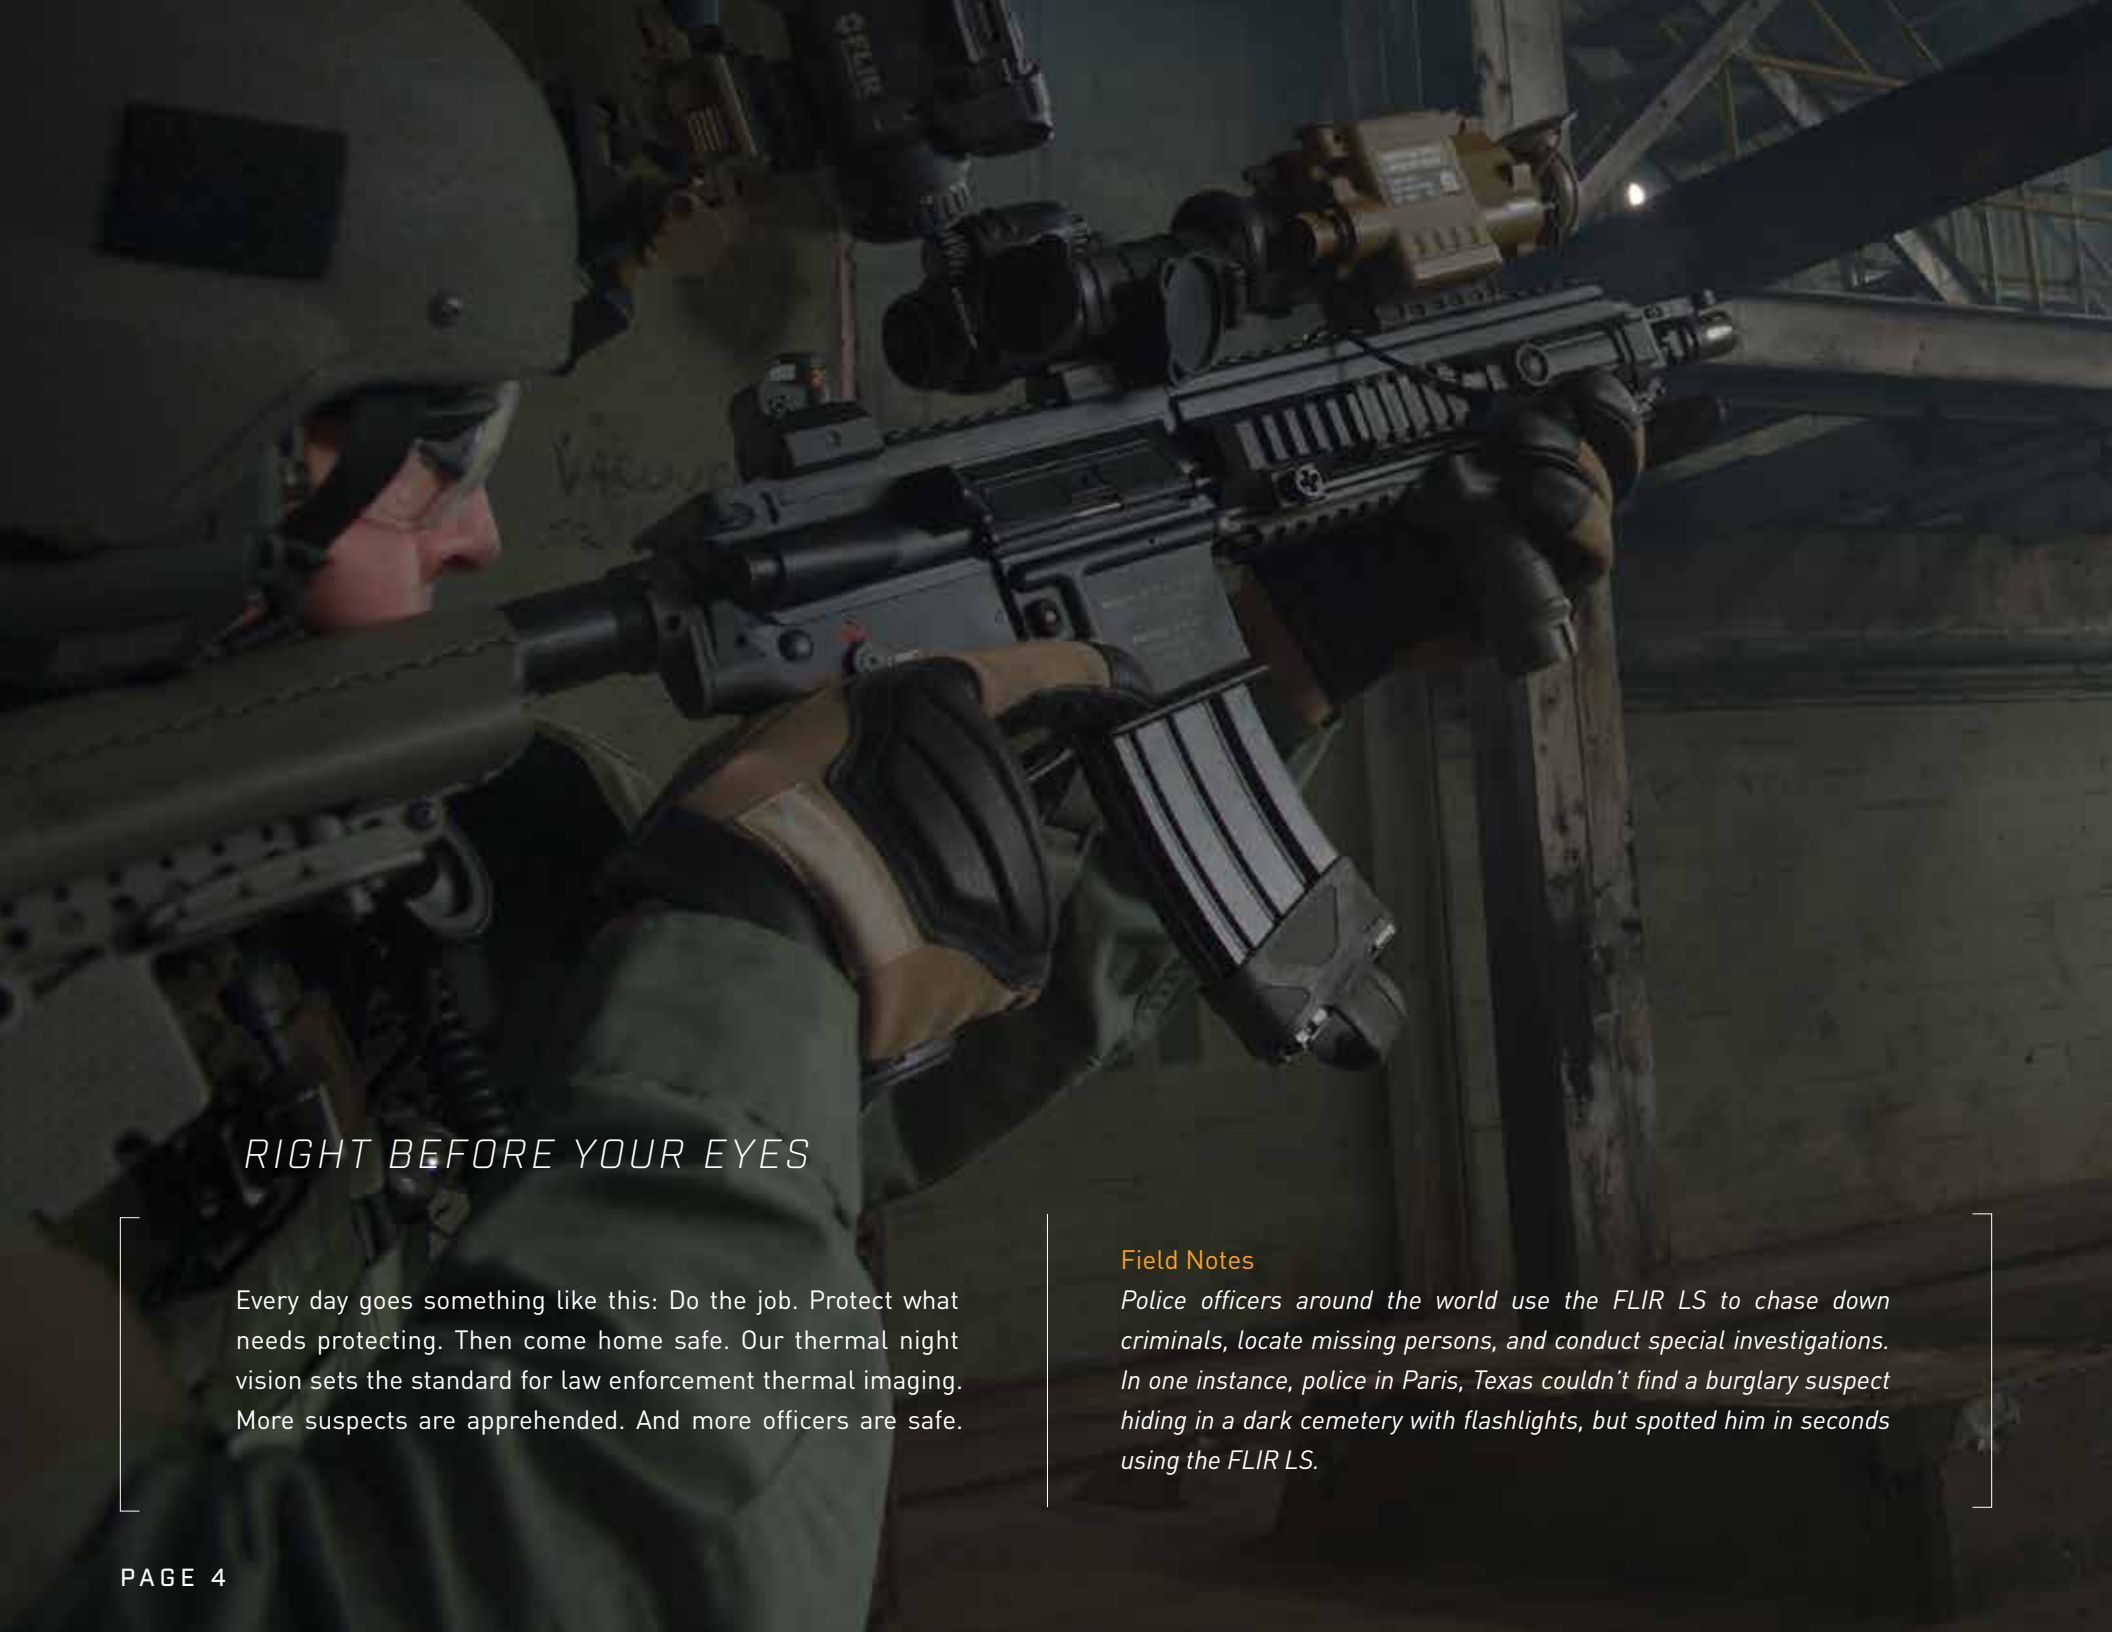 FLIR
RIGHT BEFORE YOUR EYES
Every day goes something like this: Do the job. Protect what
needs protecting. Then come home safe. Our thermal night
vision sets the standard for law enforcement thermal imaging.
More suspects are apprehended. And more officers are safe.
Field Notes
Police officers around the world use the FLIR LS to chase down
criminals, locate missing persons, and conduct special investigations.
In one instance, police in Paris, Texas couldn’t find a burglary suspect
hiding in a dark cemetery with flashlights, but spotted him in seconds
using the FLIR LS.
PAGE 4